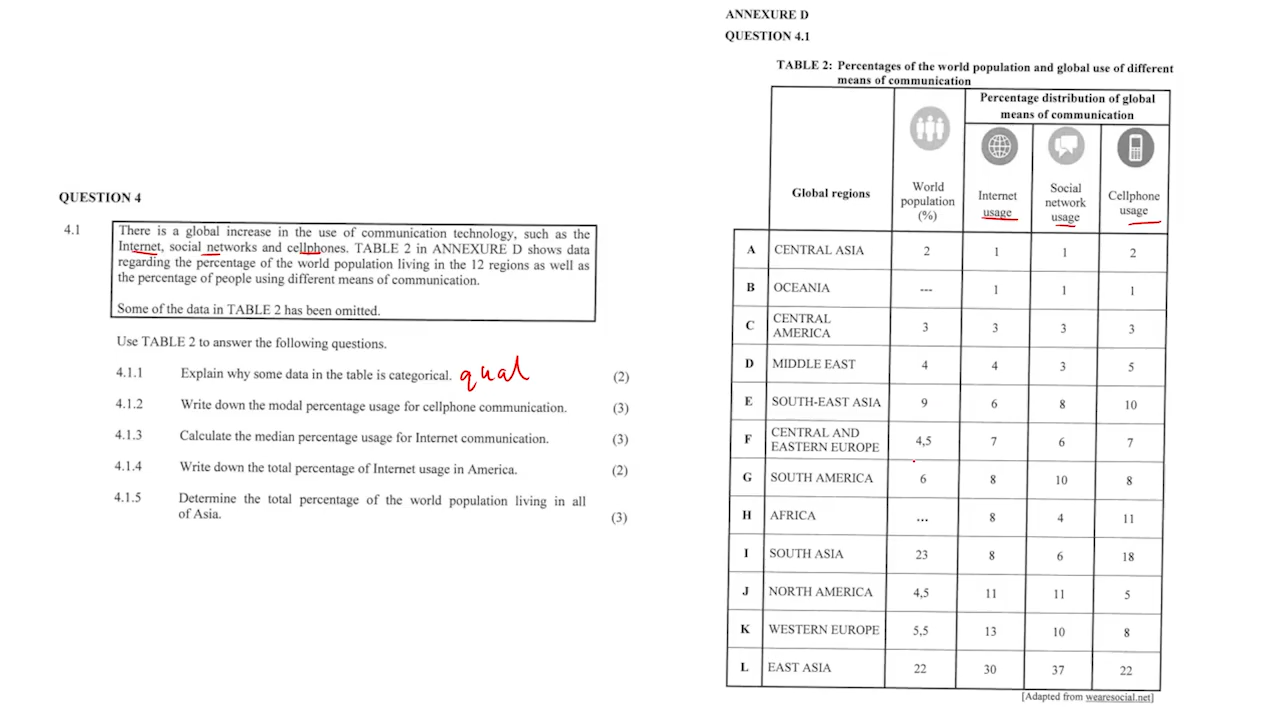 QUESTION 4
4.1
There is a global increase in the use of communication technology, such as the
Internet, social networks and cellphones. TABLE 2 in ANNEXURE D shows data
regarding the percentage of the world population living in the 12 regions as well as
the percentage of people using different means of communication.
Some of the data in TABLE 2 has been omitted.
Use TABLE 2 to answer the following questions.
4.1.1 Explain why some data in the table is categorical. qual (2)
4.1.2 Write down the modal percentage usage for cellphone communication. (3)
4.1.3 Calculate the median percentage usage for Internet communication. (3)
4.1.4 Write down the total percentage of Internet usage in America. (2)
4.1.5 Determine the total percentage of the world population living in all
of Asia. (3)
ANNEXURE D
QUESTION 4.1
TABLE 2: Percentages of the world population and global use of different
means of communication
Percentage distribution of global
means of communication
Global regions
World
population
(%)
Internet
usage
Social
network
usage
Cellphone
usage
A CENTRAL ASIA 2 1 1 2
B OCEANIA --- 1 1 1
C CENTRAL
AMERICA 3 3 3 3
D MIDDLE EAST 4 4 3 5
E SOUTH-EAST ASIA 9 6 8 10
F CENTRAL AND
EASTERN EUROPE 4,5 7 6 7
G SOUTH AMERICA 6 8 10 8
H AFRICA ... 8 4 11
I SOUTH ASIA 23 8 6 18
J NORTH AMERICA 4,5 11 11 5
K WESTERN EUROPE 5,5 13 10 8
L EAST ASIA 22 30 37 22
[Adapted from wearesocial.net]